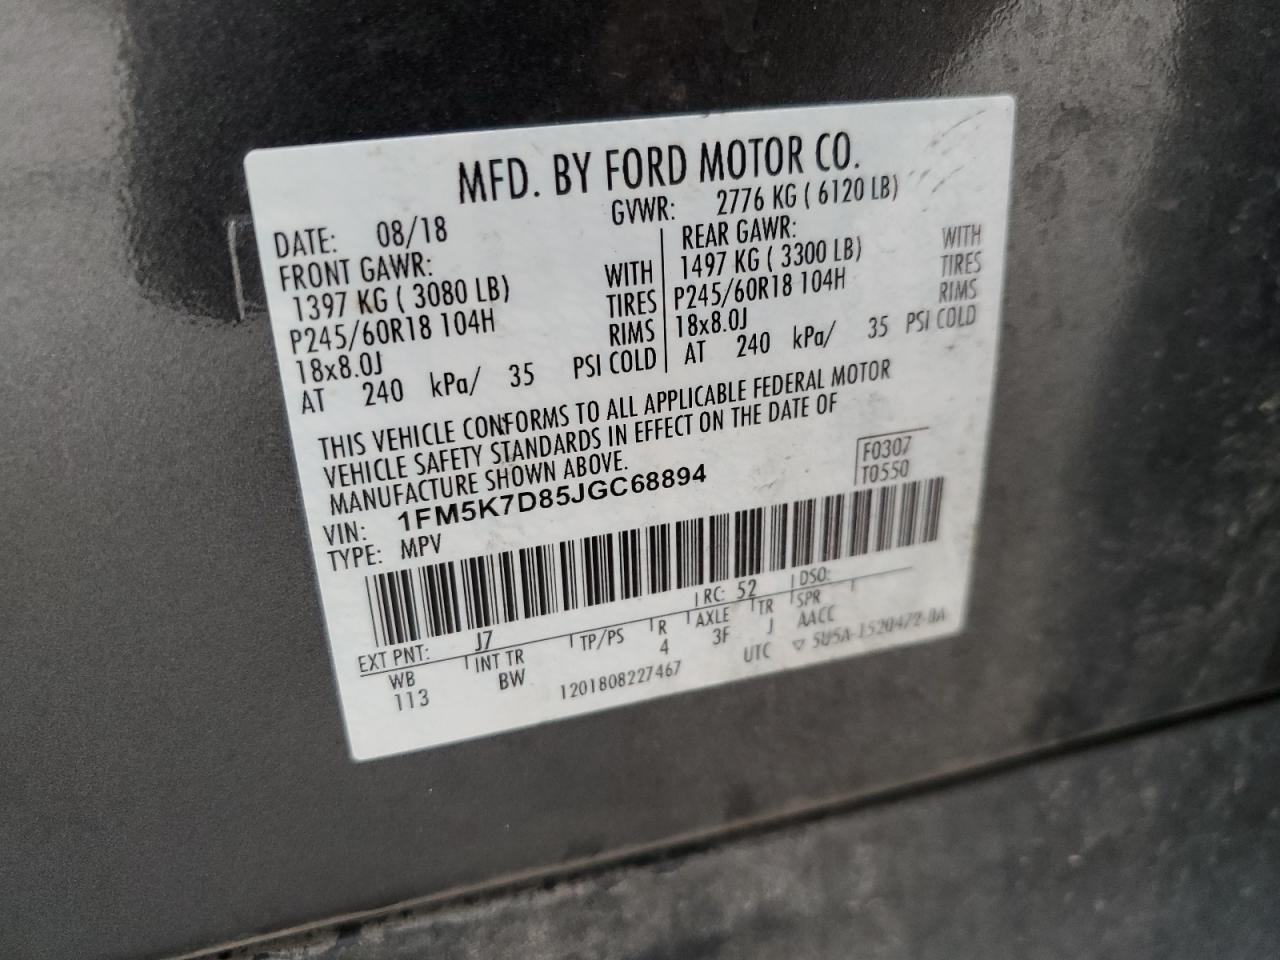 MFD. BY FORD MOTOR CO.
DATE: 08/18 GVWR: 2776 KG ( 6120 LB)
FRONT GAWR:
1397 KG ( 3080 LB) WITH
P245/60R18 104H TIRES
18x8.0J RIMS
AT 240 kPa/ 35 PSI COLD
REAR GAWR:
1497 KG ( 3300 LB) WITH
P245/60R18 104H TIRES
18x8.0J RIMS
AT 240 kPa/ 35 PSI COLD
THIS VEHICLE CONFORMS TO ALL APPLICABLE FEDERAL MOTOR
VEHICLE SAFETY STANDARDS IN EFFECT ON THE DATE OF
MANUFACTURE SHOWN ABOVE.
VIN: 1FM5K7D85JGC68894
TYPE: MPV
F0307
T0550
EXT PNT: J7 RC: 52 DSO:
WB INT TR TP/PS R AXLE TR SPR
113 BW 4 3F J AACC
1201808227467 UTC ▽ 5U5A-1520472-BA